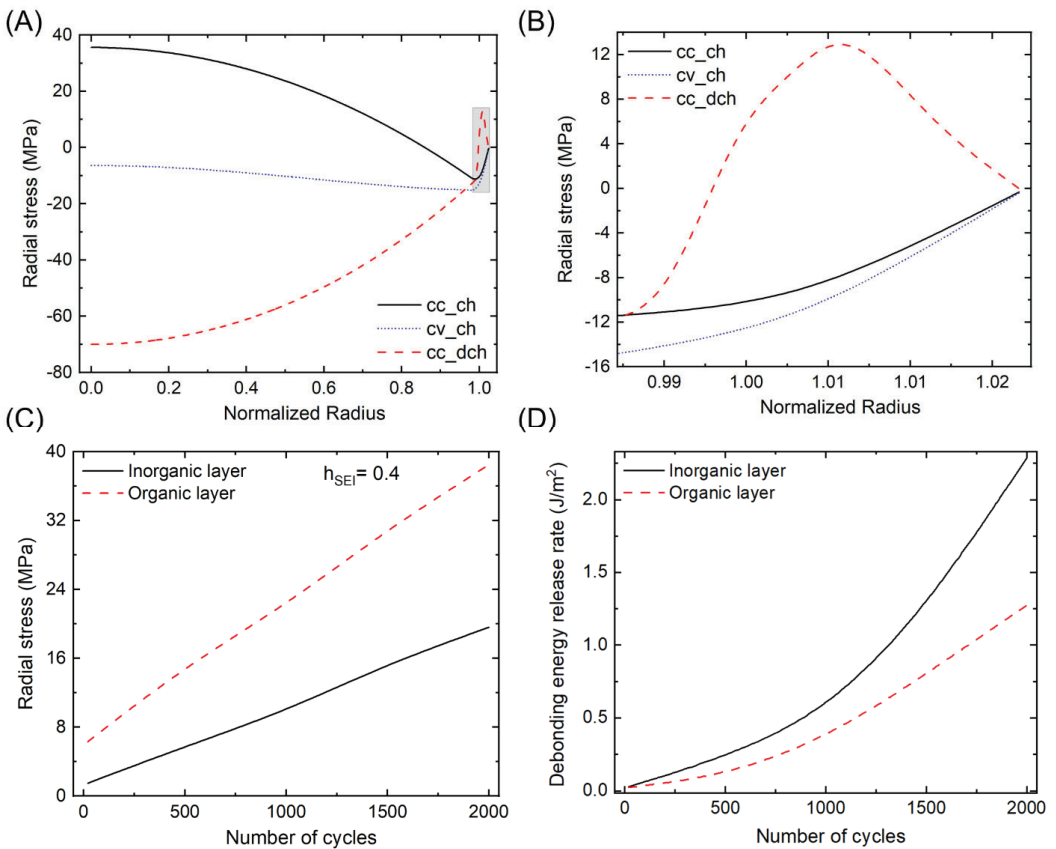 (A)
Radial stress (MPa)
40
20
0
-20
-40
-60
-80
cc_ch
cv_ch
cc_dch
0.0 0.2 0.4 0.6 0.8 1.0
Normalized Radius
(B)
Radial stress (MPa)
12
8
4
0
-4
-8
-12
-16
cc_ch
cv_ch
cc_dch
0.99 1.00 1.01 1.01 1.02
Normalized Radius
(C)
Radial stress (MPa)
40
32
24
16
8
0
Inorganic layer
Organic layer
hSEI= 0.4
0 500 1000 1500 2000
Number of cycles
(D)
Debonding energy release rate (J/m²)
2.0
1.5
1.0
0.5
0.0
Inorganic layer
Organic layer
0 500 1000 1500 2000
Number of cycles